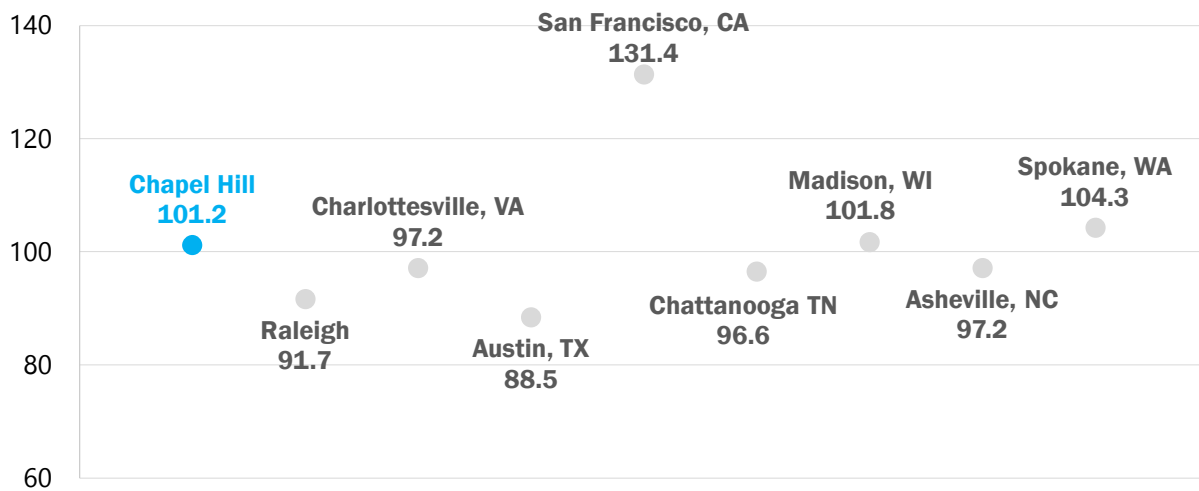 140
San Francisco, CA
131.4
120
Spokane, WA
104.3
Madison, WI
101.8
Chapel Hill
101.2
Charlottesville, VA
97.2
100
Chattanooga TN
96.6
Asheville, NC
97.2
Raleigh
91.7
Austin, TX
88.5
80
60